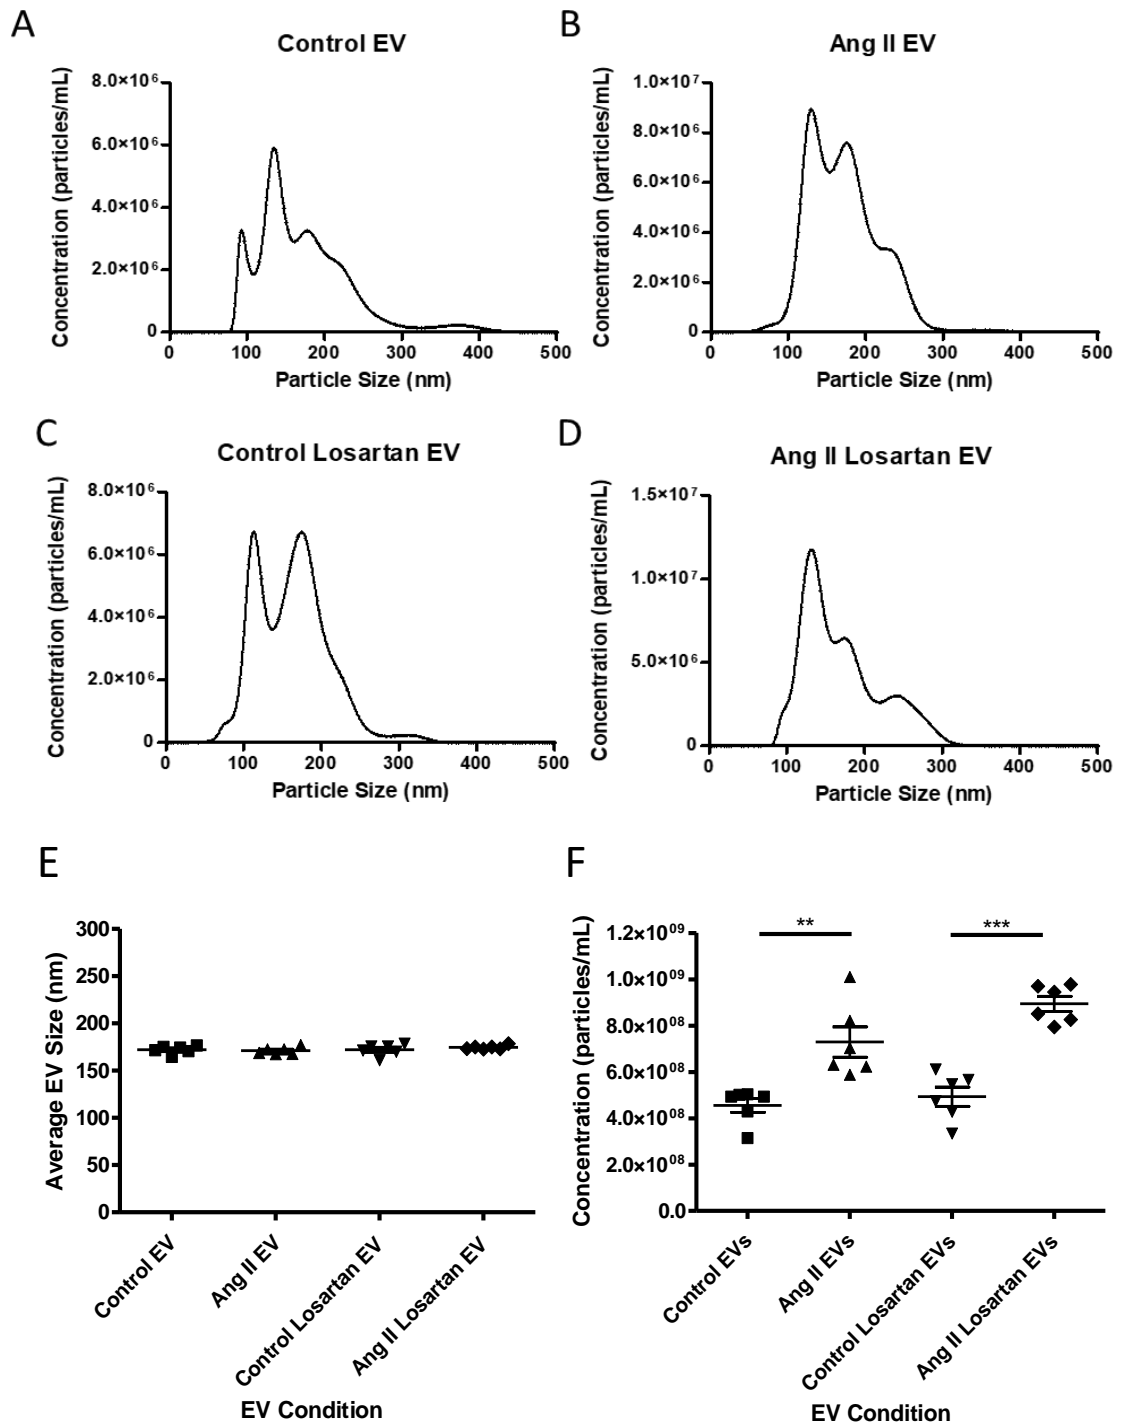 A
Control EV
Concentration (particles/mL)
8.0×10⁶
6.0×10⁶
4.0×10⁶
2.0×10⁶
0
0 100 200 300 400 500
Particle Size (nm)
B
Ang II EV
Concentration (particles/mL)
1.0×10⁷
8.0×10⁶
6.0×10⁶
4.0×10⁶
2.0×10⁶
0
0 100 200 300 400 500
Particle Size (nm)
C
Control Losartan EV
Concentration (particles/mL)
8.0×10⁶
6.0×10⁶
4.0×10⁶
2.0×10⁶
0
0 100 200 300 400 500
Particle Size (nm)
D
Ang II Losartan EV
Concentration (particles/mL)
1.5×10⁷
1.0×10⁷
5.0×10⁶
0
0 100 200 300 400 500
Particle Size (nm)
E
Average EV Size (nm)
300
250
200
150
100
50
0
Control EV
Ang II EV
Control Losartan EV
Ang II Losartan EV
EV Condition
F
Concentration (particles/mL)
1.2×10⁰⁹
1.0×10⁰⁹
8.0×10⁰⁸
6.0×10⁰⁸
4.0×10⁰⁸
2.0×10⁰⁸
0.0
**
***
Control EVs
Ang II EVs
Control Losartan EVs
Ang II Losartan EVs
EV Condition